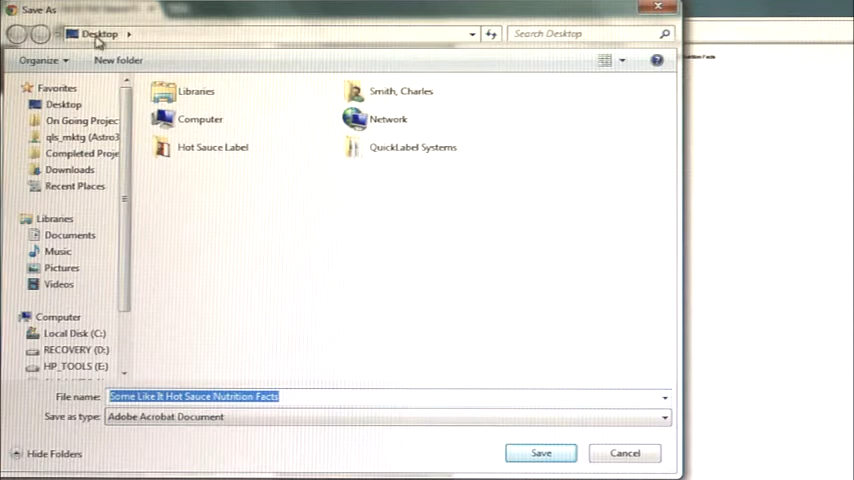 Save As
Desktop
Search Desktop
Organize
New folder
Favorites
Desktop
On Going Projec
qls_mktg (Astro3
Completed Proje
Downloads
Recent Places
Libraries
Documents
Music
Pictures
Videos
Computer
Local Disk (C:)
RECOVERY (D:)
HP_TOOLS (E:)
Libraries
Smith, Charles
Computer
Network
Hot Sauce Label
QuickLabel Systems
File name: Some Like It Hot Sauce Nutrition Facts
Save as type: Adobe Acrobat Document
Hide Folders
Save
Cancel